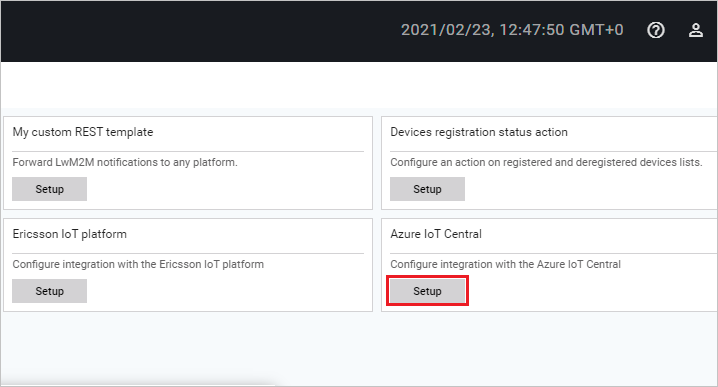 2021/02/23, 12:47:50 GMT+0
My custom REST template
Forward LwM2M notifications to any platform.
Setup
Devices registration status action
Configure an action on registered and deregistered devices lists.
Setup
Ericsson IoT platform
Configure integration with the Ericsson IoT platform
Setup
Azure IoT Central
Configure integration with the Azure IoT Central
Setup